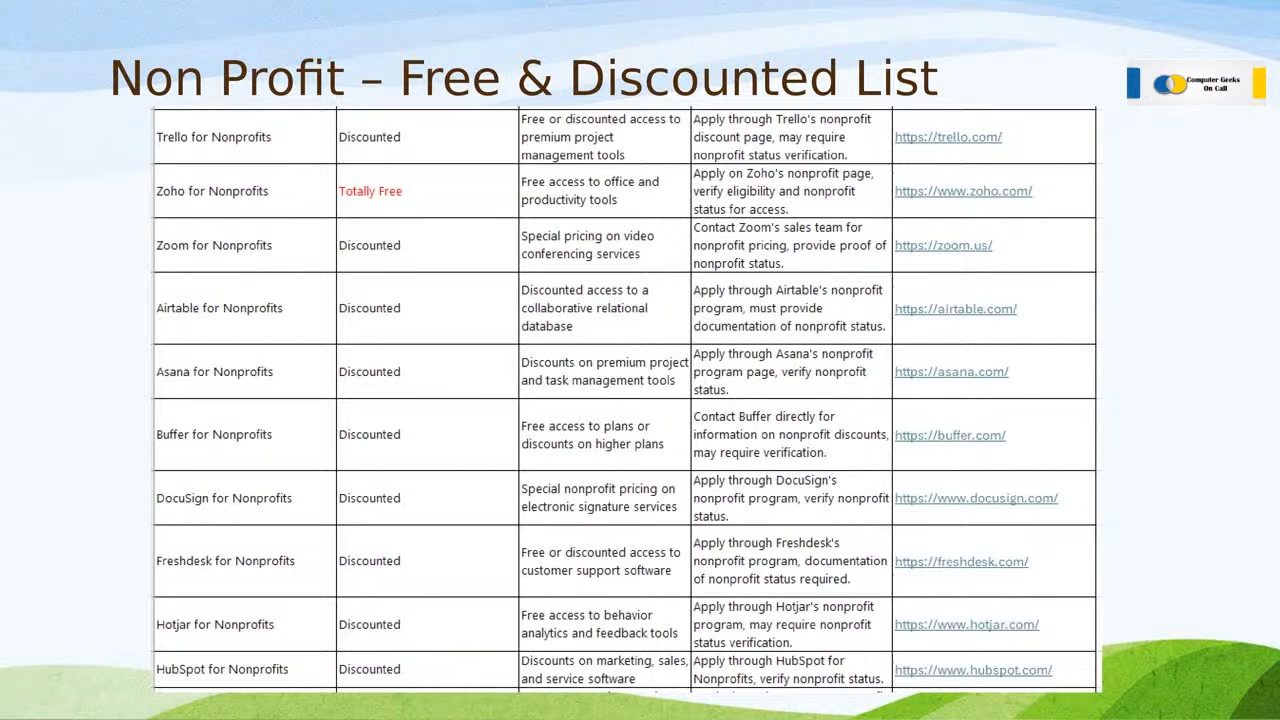 Non Profit – Free & Discounted List
Computer Geeks
On Call
Trello for Nonprofits
Discounted
Free or discounted access to
premium project
management tools
Apply through Trello's nonprofit
discount page, may require
nonprofit status verification.
https://trello.com/
Zoho for Nonprofits
Totally Free
Free access to office and
productivity tools
Apply on Zoho's nonprofit page,
verify eligibility and nonprofit
status for access.
https://www.zoho.com/
Zoom for Nonprofits
Discounted
Special pricing on video
conferencing services
Contact Zoom's sales team for
nonprofit pricing, provide proof of
nonprofit status.
https://zoom.us/
Airtable for Nonprofits
Discounted
Discounted access to a
collaborative relational
database
Apply through Airtable's nonprofit
program, must provide
documentation of nonprofit status.
https://airtable.com/
Asana for Nonprofits
Discounted
Discounts on premium project
and task management tools
Apply through Asana's nonprofit
program page, verify nonprofit
status.
https://asana.com/
Buffer for Nonprofits
Discounted
Free access to plans or
discounts on higher plans
Contact Buffer directly for
information on nonprofit discounts,
may require verification.
https://buffer.com/
DocuSign for Nonprofits
Discounted
Special nonprofit pricing on
electronic signature services
Apply through DocuSign's
nonprofit program, verify nonprofit
status.
https://www.docusign.com/
Freshdesk for Nonprofits
Discounted
Free or discounted access to
customer support software
Apply through Freshdesk's
nonprofit program, documentation
of nonprofit status required.
https://freshdesk.com/
Hotjar for Nonprofits
Discounted
Free access to behavior
analytics and feedback tools
Apply through Hotjar's nonprofit
program, may require nonprofit
status verification.
https://www.hotjar.com/
HubSpot for Nonprofits
Discounted
Discounts on marketing, sales,
and service software
Apply through HubSpot for
Nonprofits, verify nonprofit status.
https://www.hubspot.com/